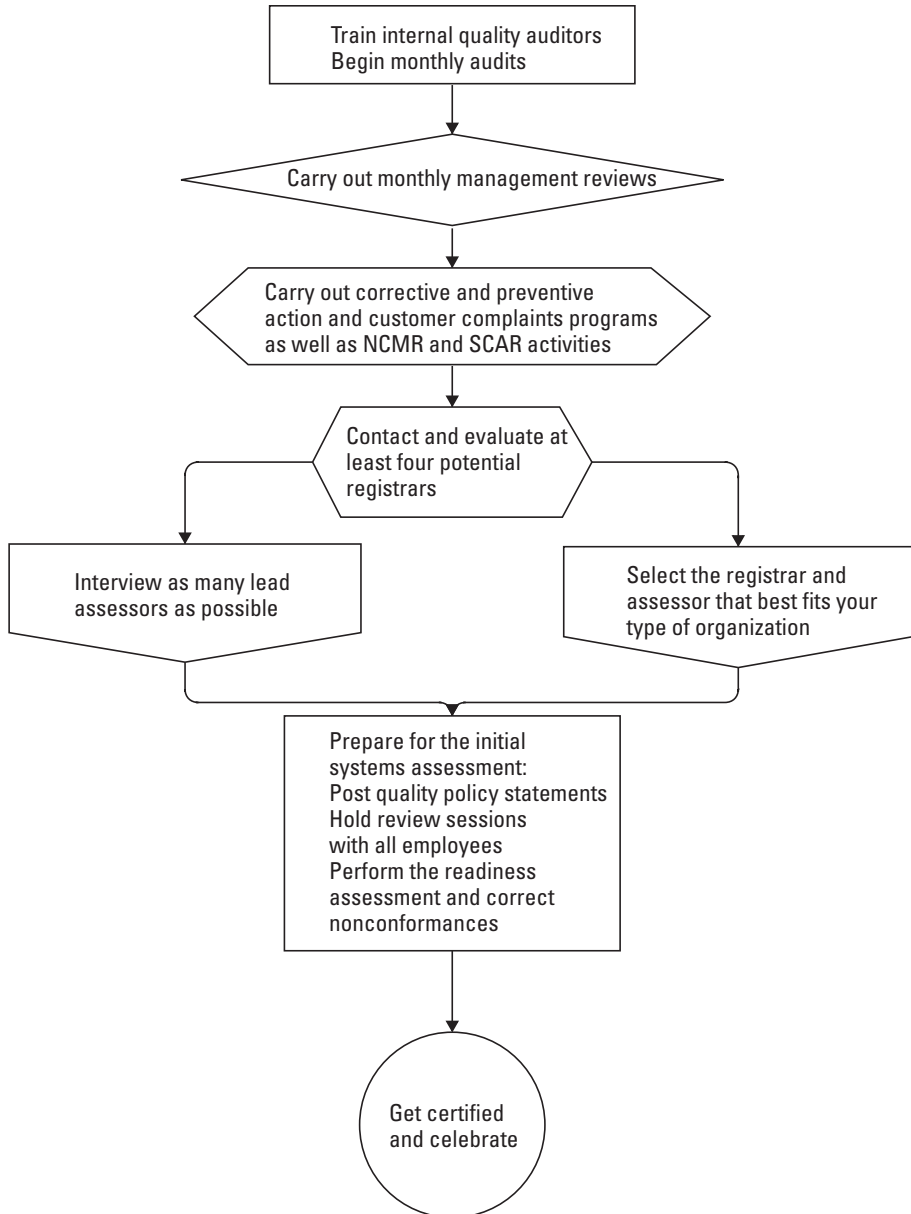 Train internal quality auditors
Begin monthly audits
Carry out monthly management reviews
Carry out corrective and preventive
action and customer complaints programs
as well as NCMR and SCAR activities
Contact and evaluate at
least four potential
registrars
Interview as many lead
assessors as possible
Select the registrar and
assessor that best fits your
type of organization
Prepare for the initial
systems assessment:
Post quality policy statements
Hold review sessions
with all employees
Perform the readiness
assessment and correct
nonconformances
Get certified
and celebrate